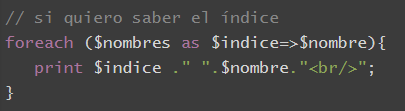 // si quiero saber el índice
foreach ($nombres as $indice=>$nombre){
print $indice ." ".$nombre."<br/>";
}